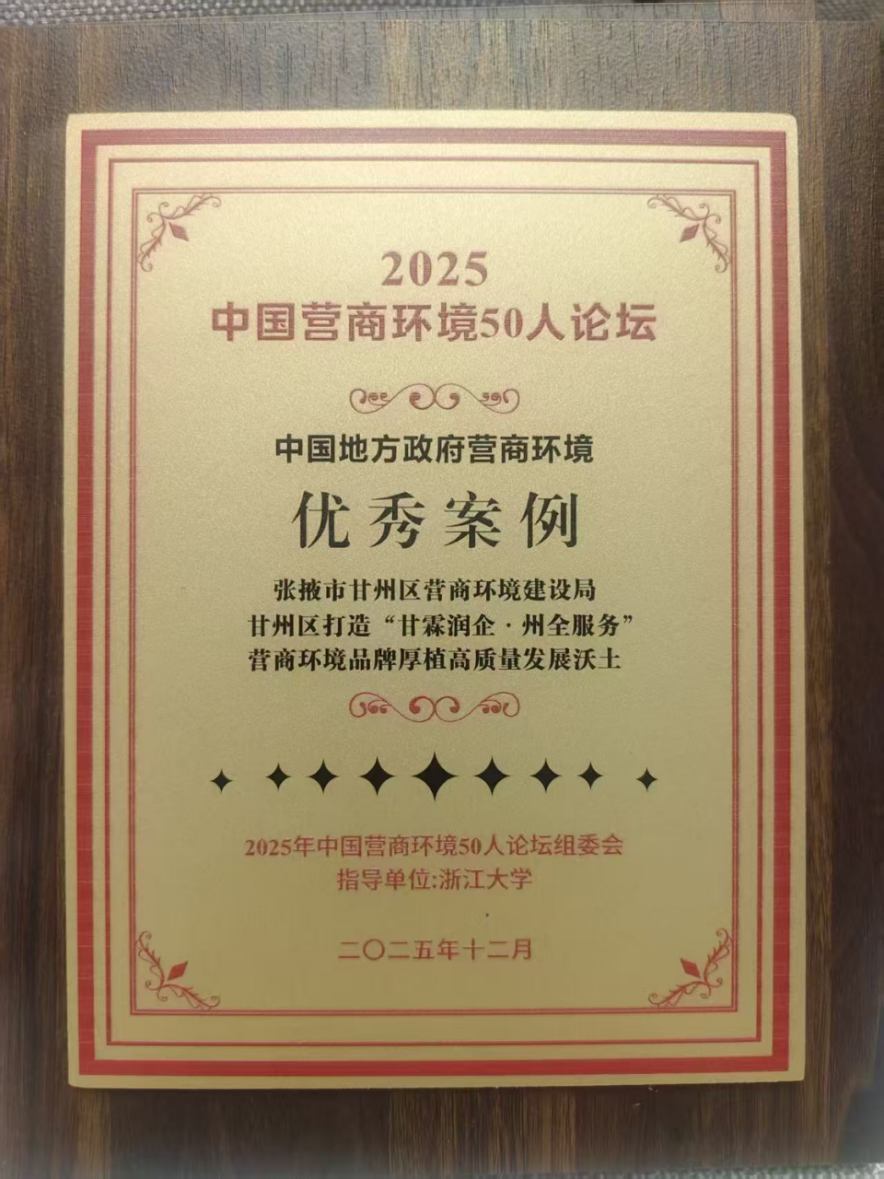 2025
中国营商环境50人论坛
中国地方政府营商环境
优秀案例
张掖市甘州区营商环境建设局
甘州区打造“甘霖润企·州全服务”
营商环境品牌厚植高质量发展沃土
2025年中国营商环境50人论坛组委会
指导单位:浙江大学
二〇二五年十二月